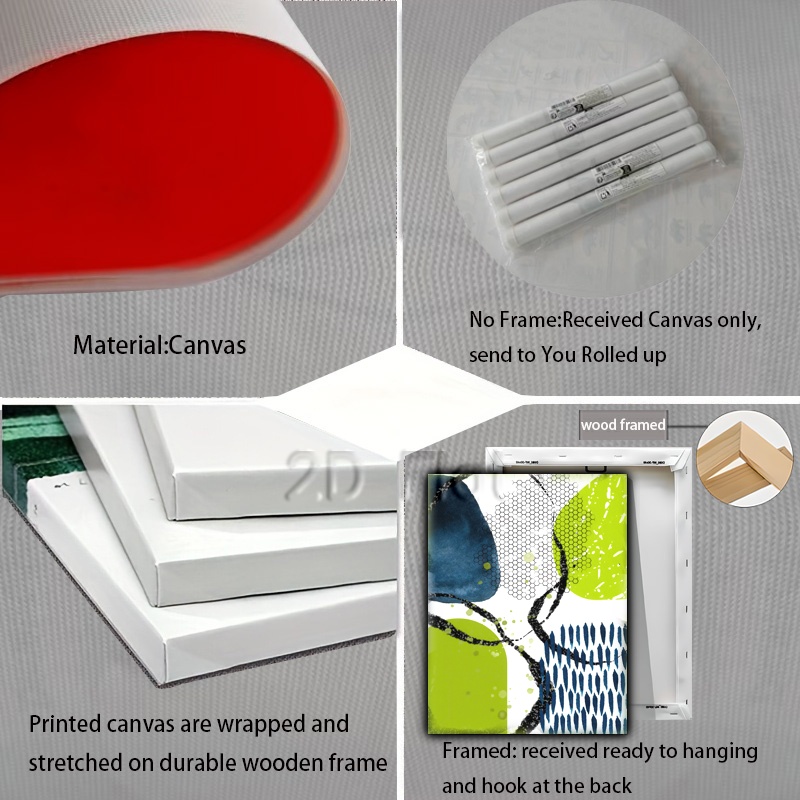 Material:Canvas
No Frame:Received Canvas only,
send to You Rolled up
2D
wood framed
Printed canvas are wrapped and
stretched on durable wooden frame
Framed: received ready to hanging
and hook at the back